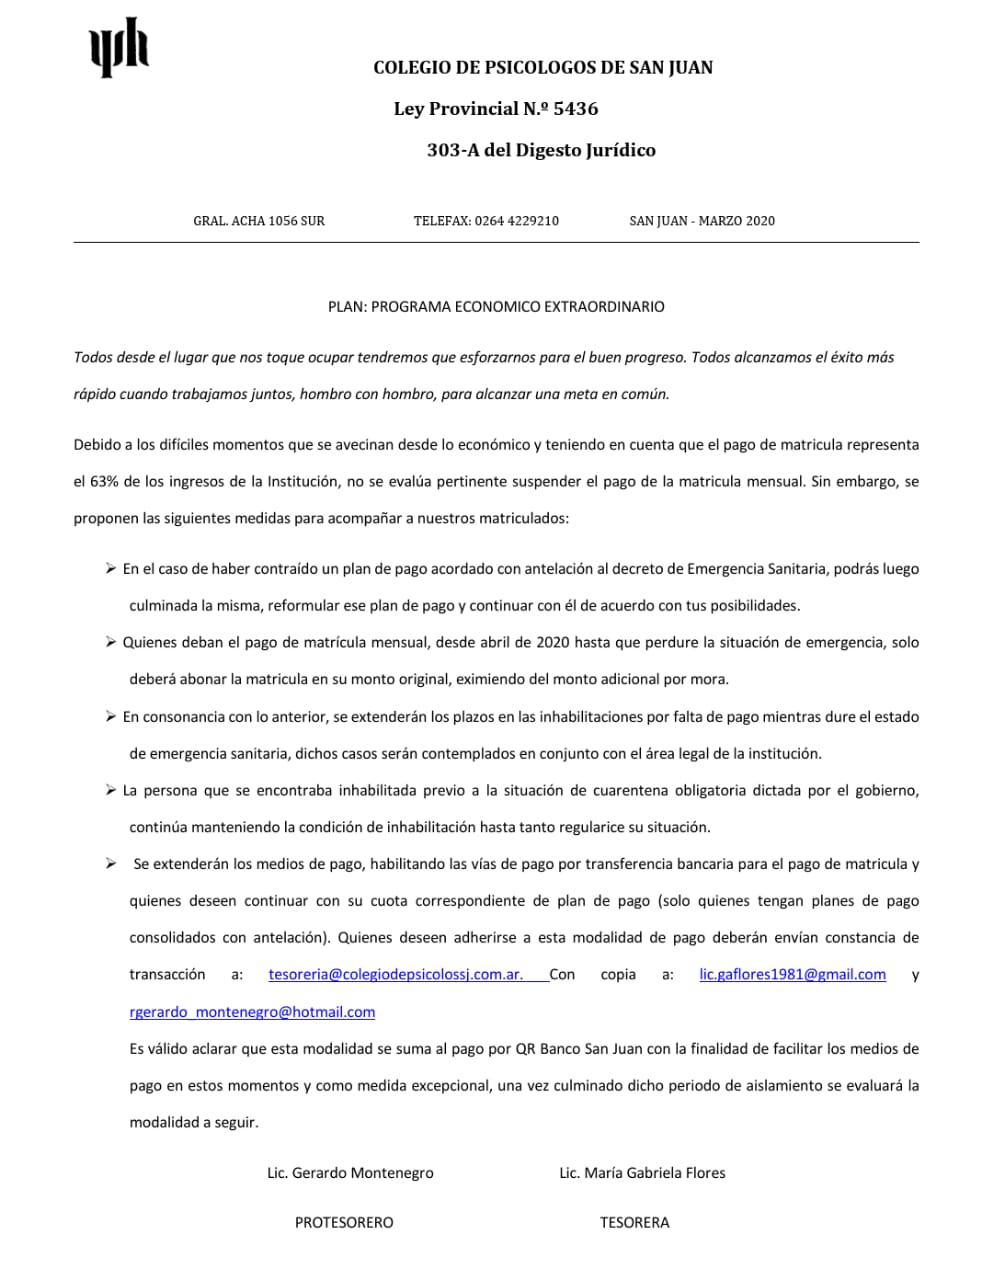 COLEGIO DE PSICOLOGOS DE SAN JUAN
Ley Provincial N.º 5436
303-A del Digesto Jurídico
GRAL. ACHA 1056 SUR TELEFAX: 0264 4229210 SAN JUAN - MARZO 2020
PLAN: PROGRAMA ECONOMICO EXTRAORDINARIO
Todos desde el lugar que nos toque ocupar tendremos que esforzarnos para el buen progreso. Todos alcanzamos el éxito más
rápido cuando trabajamos juntos, hombro con hombro, para alcanzar una meta en común.
Debido a los difíciles momentos que se avecinan desde lo económico y teniendo en cuenta que el pago de matricula representa
el 63% de los ingresos de la Institución, no se evalúa pertinente suspender el pago de la matricula mensual. Sin embargo, se
proponen las siguientes medidas para acompañar a nuestros matriculados:
➢ En el caso de haber contraído un plan de pago acordado con antelación al decreto de Emergencia Sanitaria, podrás luego
culminada la misma, reformular ese plan de pago y continuar con él de acuerdo con tus posibilidades.
➢ Quienes deban el pago de matrícula mensual, desde abril de 2020 hasta que perdure la situación de emergencia, solo
deberá abonar la matricula en su monto original, eximiendo del monto adicional por mora.
➢ En consonancia con lo anterior, se extenderán los plazos en las inhabilitaciones por falta de pago mientras dure el estado
de emergencia sanitaria, dichos casos serán contemplados en conjunto con el área legal de la institución.
➢ La persona que se encontraba inhabilitada previo a la situación de cuarentena obligatoria dictada por el gobierno,
continúa manteniendo la condición de inhabilitación hasta tanto regularice su situación.
➢ Se extenderán los medios de pago, habilitando las vías de pago por transferencia bancaria para el pago de matricula y
quienes deseen continuar con su cuota correspondiente de plan de pago (solo quienes tengan planes de pago
consolidados con antelación). Quienes deseen adherirse a esta modalidad de pago deberán envían constancia de
transacción a: tesoreria@colegiodepsicolossj.com.ar. Con copia a: lic.gaflores1981@gmail.com y
rgerardo_montenegro@hotmail.com
Es válido aclarar que esta modalidad se suma al pago por QR Banco San Juan con la finalidad de facilitar los medios de
pago en estos momentos y como medida excepcional, una vez culminado dicho periodo de aislamiento se evaluará la
modalidad a seguir.
Lic. Gerardo Montenegro Lic. María Gabriela Flores
PROTESORERO TESORERA